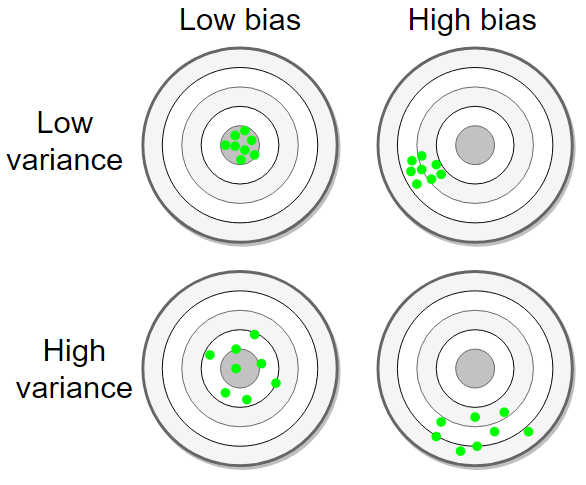 Low bias
High bias
Low
variance
High
variance